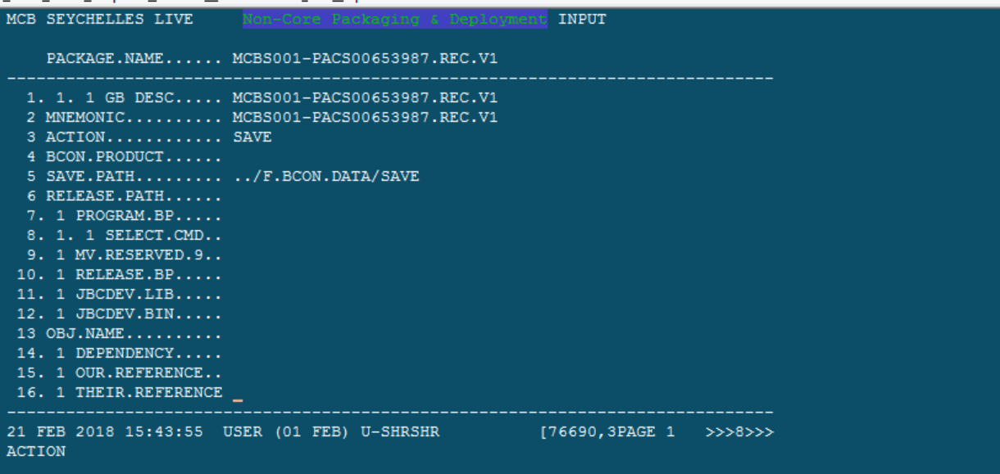 MCB SEYCHELLES LIVE Non-Core Packaging & Deployment INPUT
PACKAGE.NAME...... MCBS001-PACS00653987.REC.V1
------------------------------------------------------------------------------
1. 1. 1 GB DESC..... MCBS001-PACS00653987.REC.V1
2 MNEMONIC.......... MCBS001-PACS00653987.REC.V1
3 ACTION............ SAVE
4 BCON.PRODUCT......
5 SAVE.PATH......... ../F.BCON.DATA/SAVE
6 RELEASE.PATH......
7. 1 PROGRAM.BP.....
8. 1. 1 SELECT.CMD..
9. 1 MV.RESERVED.9..
10. 1 RELEASE.BP.....
11. 1 JBCDEV.LIB.....
12. 1 JBCDEV.BIN.....
13 OBJ.NAME..........
14. 1 DEPENDENCY.....
15. 1 OUR.REFERENCE..
16. 1 THEIR.REFERENCE _
------------------------------------------------------------------------------
21 FEB 2018 15:43:55 USER (01 FEB) U-SHRSHR [76690,3PAGE 1 >>>8>>>
ACTION